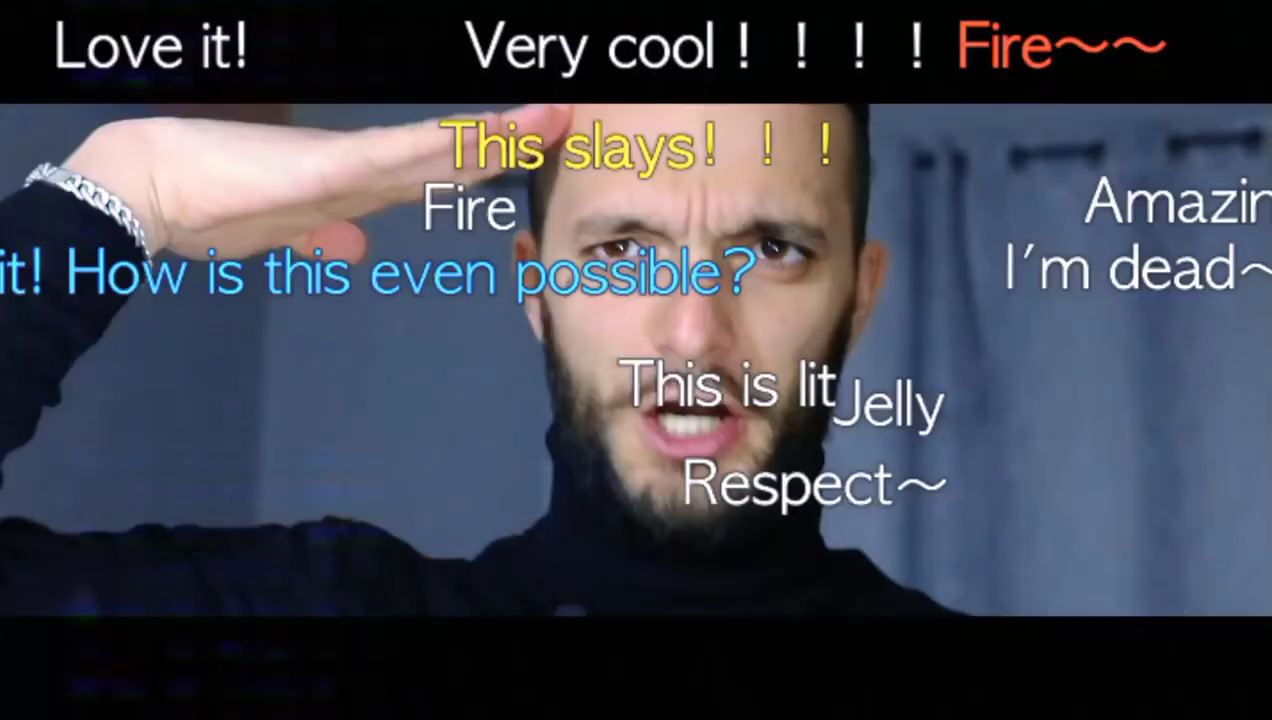 Love it!
Very cool！！！！
Fire～～
This slays！！！
Fire
Amazin
it! How is this even possible?
I'm dead～
This is lit
Jelly
Respect～